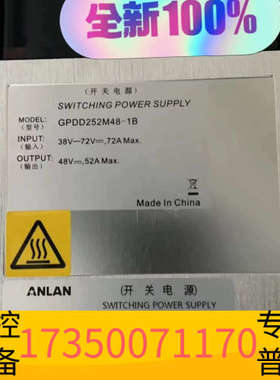 全新100%
(开关电源)
SWITCHING POWER SUPPLY
MODEL: GPDD252M48-1B
(型号)
INPUT: 38V—72V⎓,72A Max.
(输入)
OUTPUT: 48V⎓,52A Max.
(输出)
Made In China
ANLAN (开关电源)
SWITCHING POWER SUPPLY
控 17350071170 专
备 普